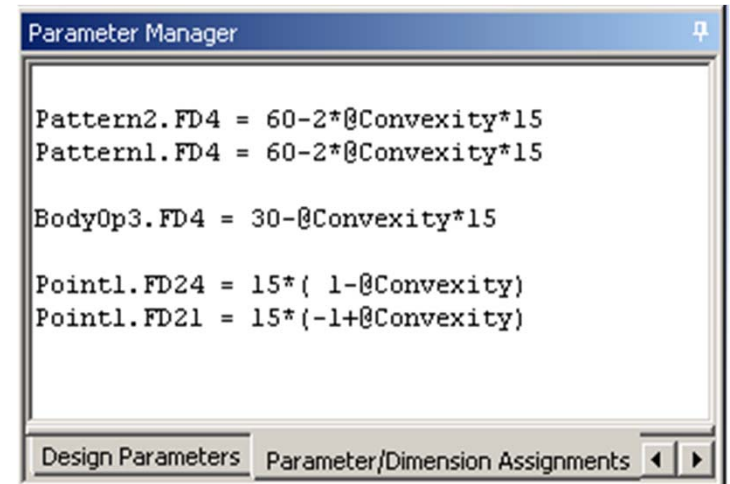 Parameter Manager
Pattern2.FD4 = 60-2*@Convexity*15
Pattern1.FD4 = 60-2*@Convexity*15
BodyOp3.FD4 = 30-@Convexity*15
Point1.FD24 = 15*( 1-@Convexity)
Point1.FD21 = 15*(-1+@Convexity)
Design Parameters Parameter/Dimension Assignments